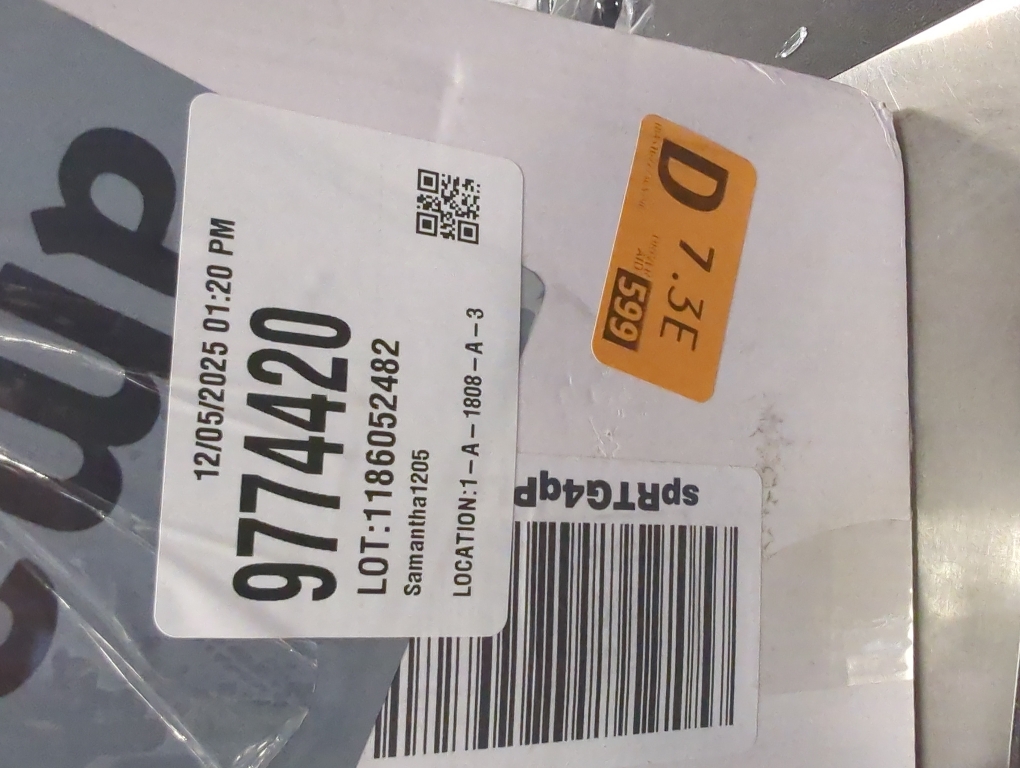 12/05/2025 01:20 PM
9774420
LOT:1186052482
Samantha1205
LOCATION:1-A-1808-A-3
D 7.3E
599
spRTG4qP